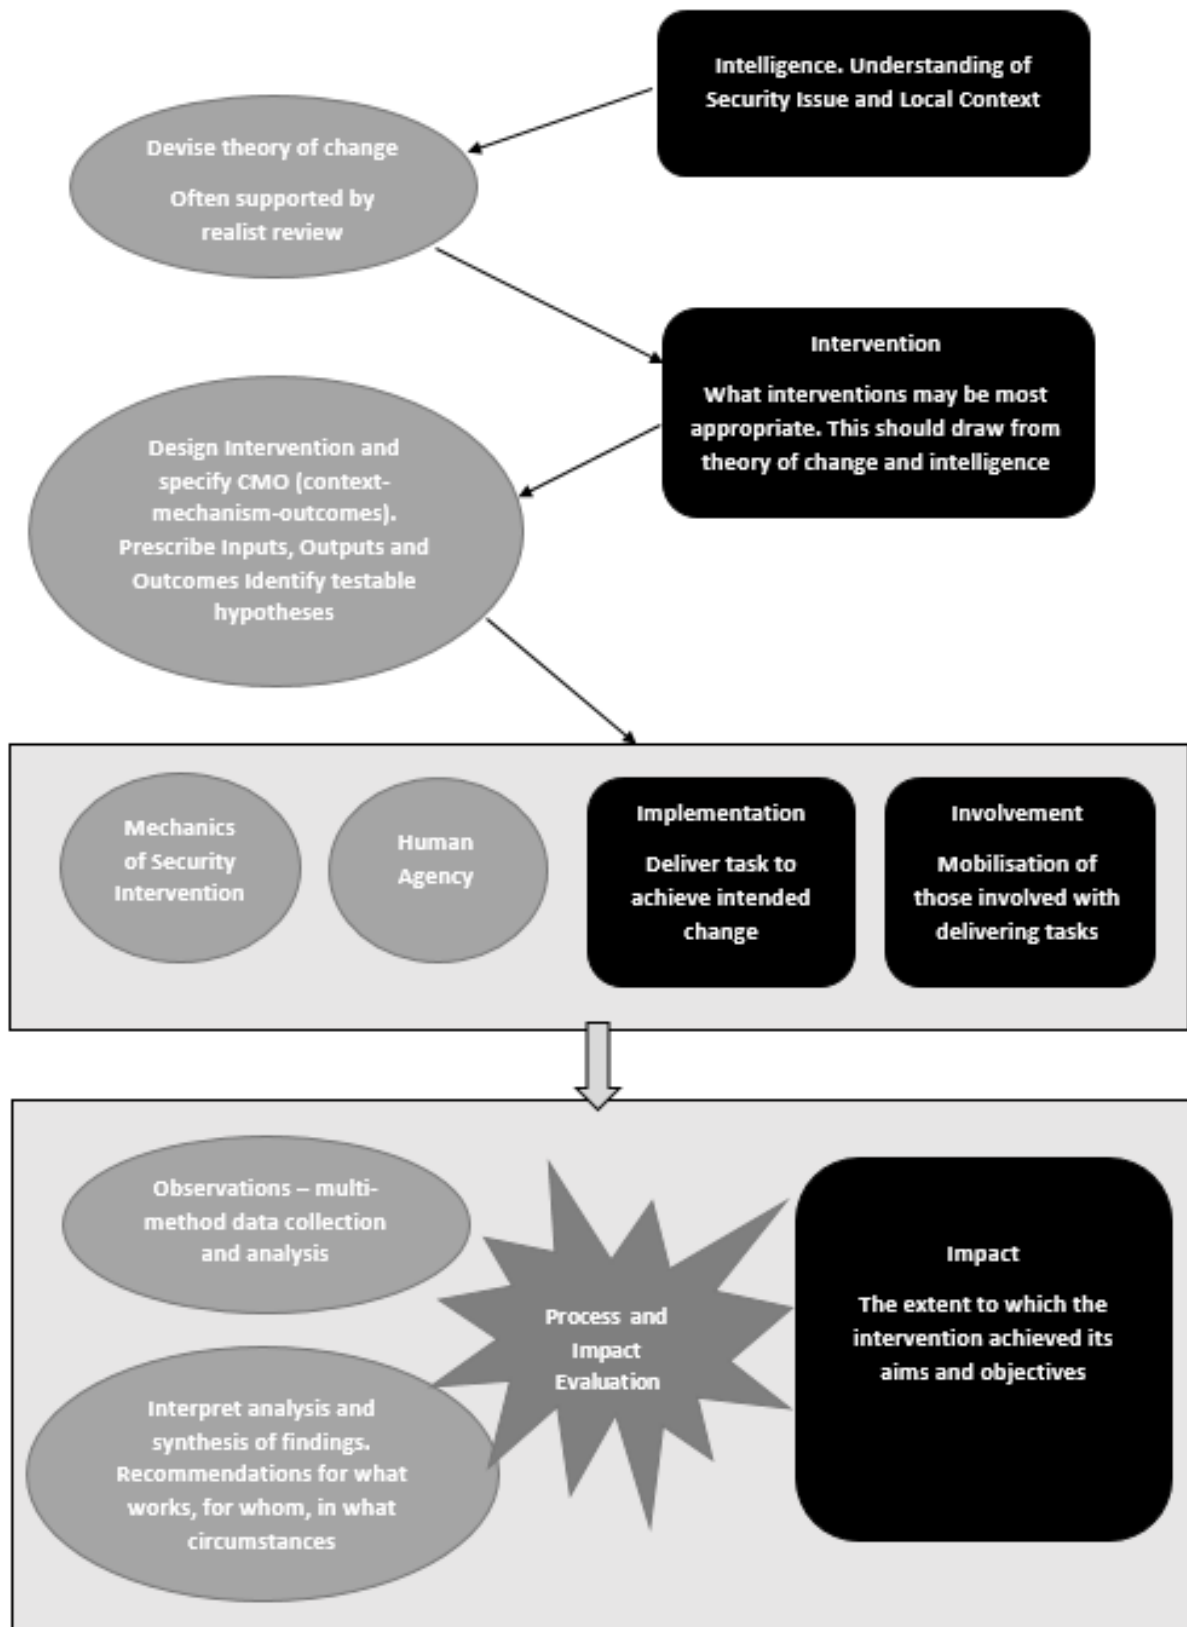 Intelligence. Understanding of
Security Issue and Local Context
Devise theory of change
Often supported by
realist review
Intervention
What interventions may be most
appropriate. This should draw from
theory of change and intelligence
Design Intervention and
specify CMO (context-
mechanism-outcomes).
Prescribe Inputs, Outputs and
Outcomes Identify testable
hypotheses
Mechanics
of Security
Intervention
Human
Agency
Implementation
Deliver task to
achieve intended
change
Involvement
Mobilisation of
those involved with
delivering tasks
Observations – multi-
method data collection
and analysis
Process and
Impact
Evaluation
Impact
The extent to which the
intervention achieved its
aims and objectives
Interpret analysis and
synthesis of findings.
Recommendations for what
works, for whom, in what
circumstances